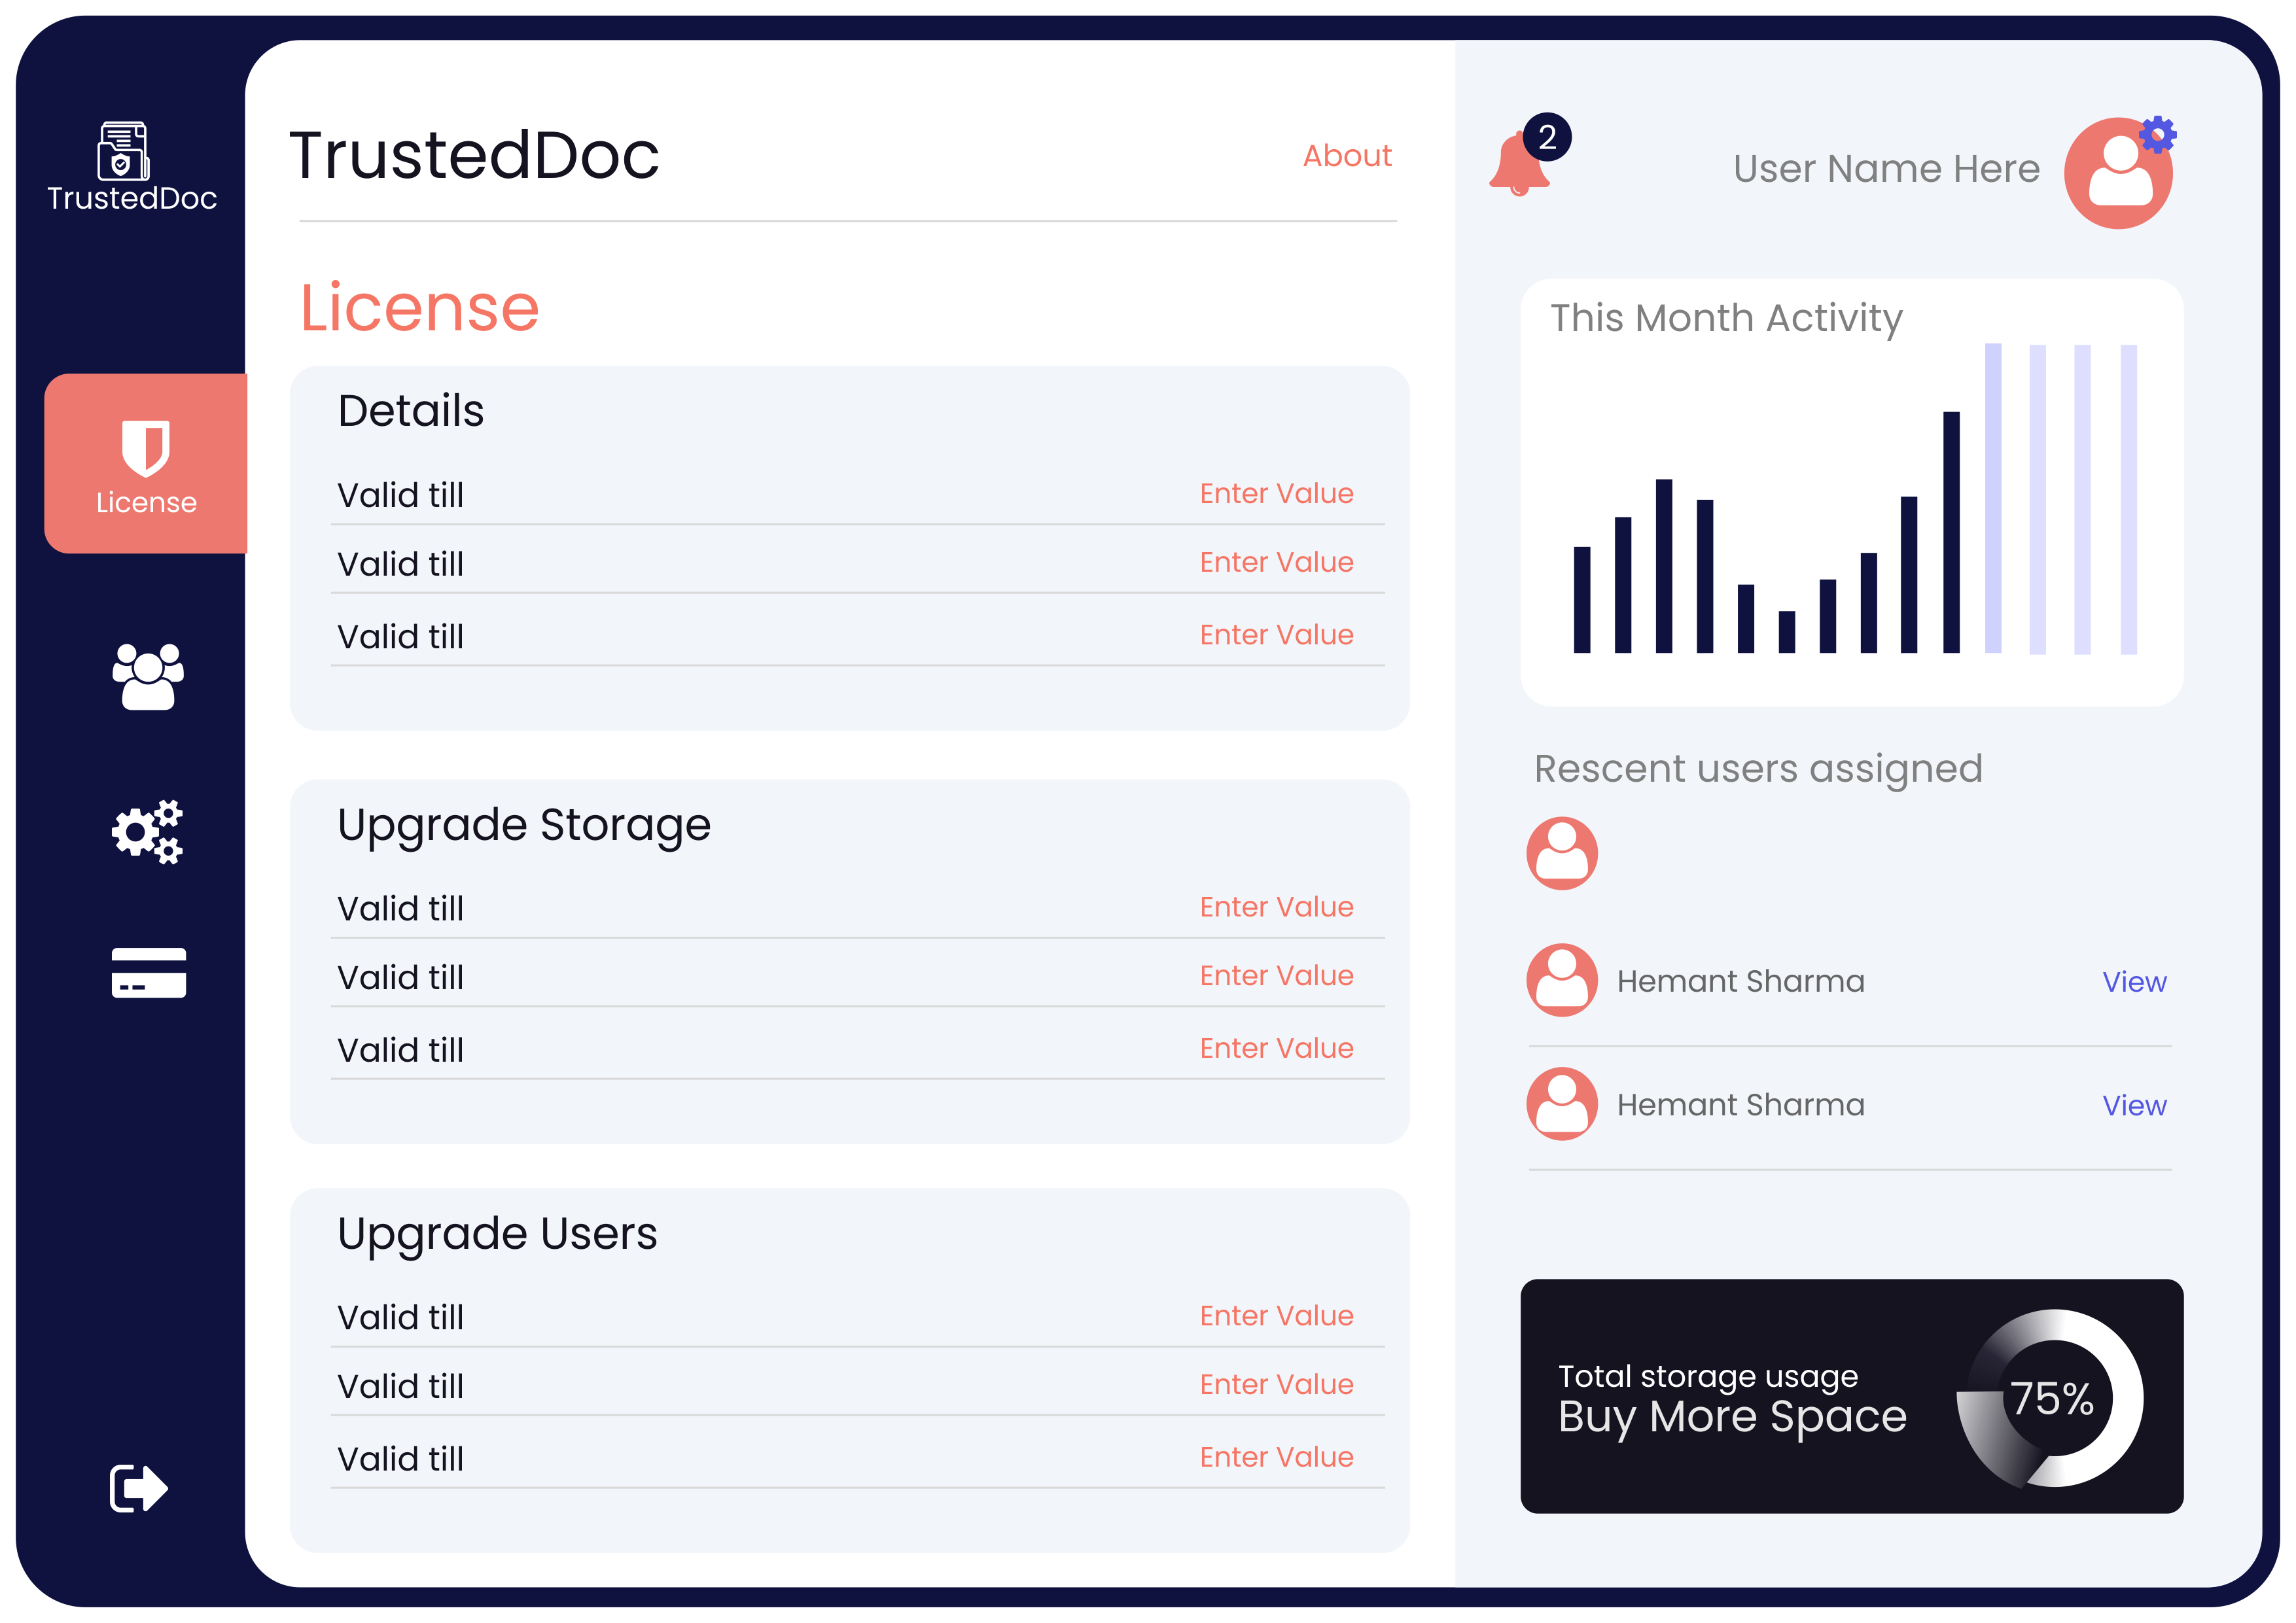 TrustedDoc
License
TrustedDoc
About
License
Details
Valid till
Enter Value
Valid till
Enter Value
Valid till
Enter Value
Upgrade Storage
Valid till
Enter Value
Valid till
Enter Value
Valid till
Enter Value
Upgrade Users
Valid till
Enter Value
Valid till
Enter Value
Valid till
Enter Value
2
User Name Here
This Month Activity
Rescent users assigned
Hemant Sharma
View
Hemant Sharma
View
Total storage usage
Buy More Space
75%